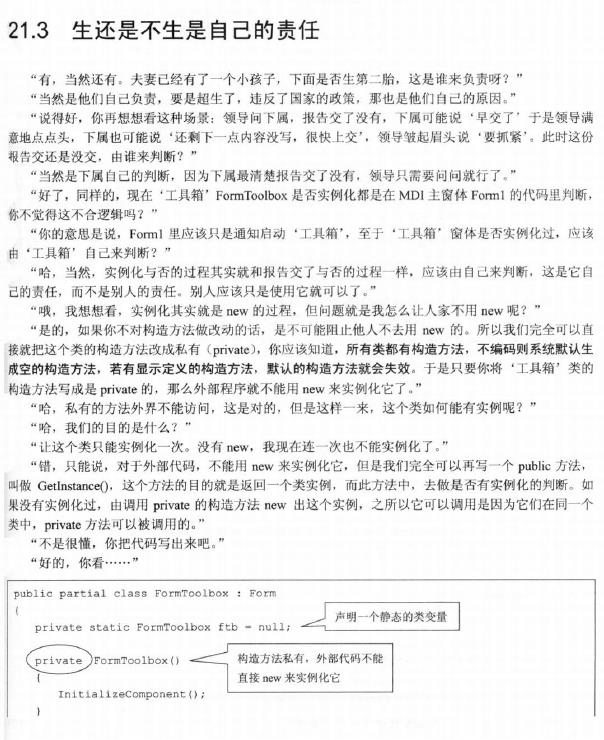 21.3 生还是不生是自己的责任
“有，当然还有。夫妻已经有了一个小孩子，下面是否生第二胎，这是谁来负责呀？”
“当然是他们自己负责，要是超生了，违反了国家的政策，那也是他们自己的原因。”
“说得好，你再想想看这种场景：领导问下属，报告交了没有，下属可能说‘早交了’于是领导满
意地点点头，下属也可能说‘还剩下一点内容没写，很快上交’，领导皱起眉头说‘要抓紧’。此时这份
报告交还是没交，由谁来判断？”
“当然是下属自己的判断，因为下属最清楚报告交了没有，领导只需要问问就行了。”
“好了，同样的，现在‘工具箱’FormToolbox 是否实例化都是在 MDI 主窗体 Form1 的代码里判断，
你不觉得这不合逻辑吗？”
“你的意思是说，Form1 里应该只是通知启动‘工具箱’，至于‘工具箱’窗体是否实例化过，应该
由‘工具箱’自己来判断？”
“哈，当然，实例化与否的过程其实就和报告交了与否的过程一样，应该由自己来判断，这是它自
己的责任，而不是别人的责任。别人应该只是使用它就可以了。”
“哦，我想想看，实例化其实就是 new 的过程，但问题就是我怎么让人家不用 new 呢？”
“是的，如果你不对构造方法做改动的话，是不可能阻止他人不去用 new 的。所以我们完全可以直
接就把这个类的构造方法改成私有（private），你应该知道，所有类都有构造方法，不编码则系统默认生
成空的构造方法，若有显示定义的构造方法，默认的构造方法就会失效。于是只要你将‘工具箱’类的
构造方法写成是 private 的，那么外部程序就不能用 new 来实例化它了。”
“哈，私有的方法外界不能访问，这是对的，但是这样一来，这个类如何能有实例呢？”
“哈，我们的目的是什么？”
“让这个类只能实例化一次。没有 new，我现在连一次也不能实例化了。”
“错，只能说，对于外部代码，不能用 new 来实例化它，但是我们完全可以再写一个 public 方法，
叫做 GetInstance()，这个方法的目的就是返回一个类实例，而此方法中，去做是否有实例化的判断。如
果没有实例化过，由调用 private 的构造方法 new 出这个实例，之所以它可以调用是因为它们在同一个
类中，private 方法可以被调用的。”
“不是很懂，你把代码写出来吧。”
“好的，你看……”
public partial class FormToolbox : Form
{
private static FormToolbox ftb = null;
声明一个静态的类变量
private FormToolbox()
构造方法私有，外部代码不能
直接 new 来实例化它
{
InitializeComponent();
}